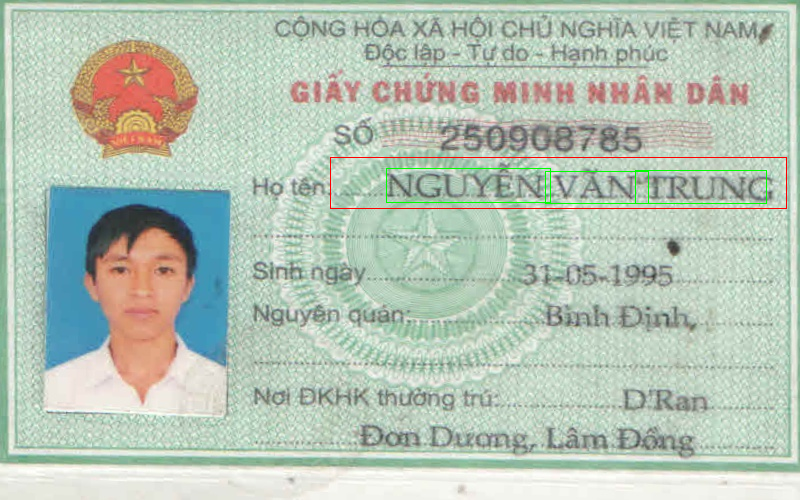 CỘNG HÒA XÃ HỘI CHỦ NGHĨA VIỆT NAM
Độc lập - Tự do - Hạnh phúc
GIẤY CHỨNG MINH NHÂN DÂN
SỐ 250908785
Họ tên: NGUYỄN VĂN TRUNG
Sinh ngày 31-05-1995
Nguyên quán: Bình Định,
Nơi ĐKHK thường trú: D'Ran
Đơn Dương, Lâm Đồng
VIỆT NAM